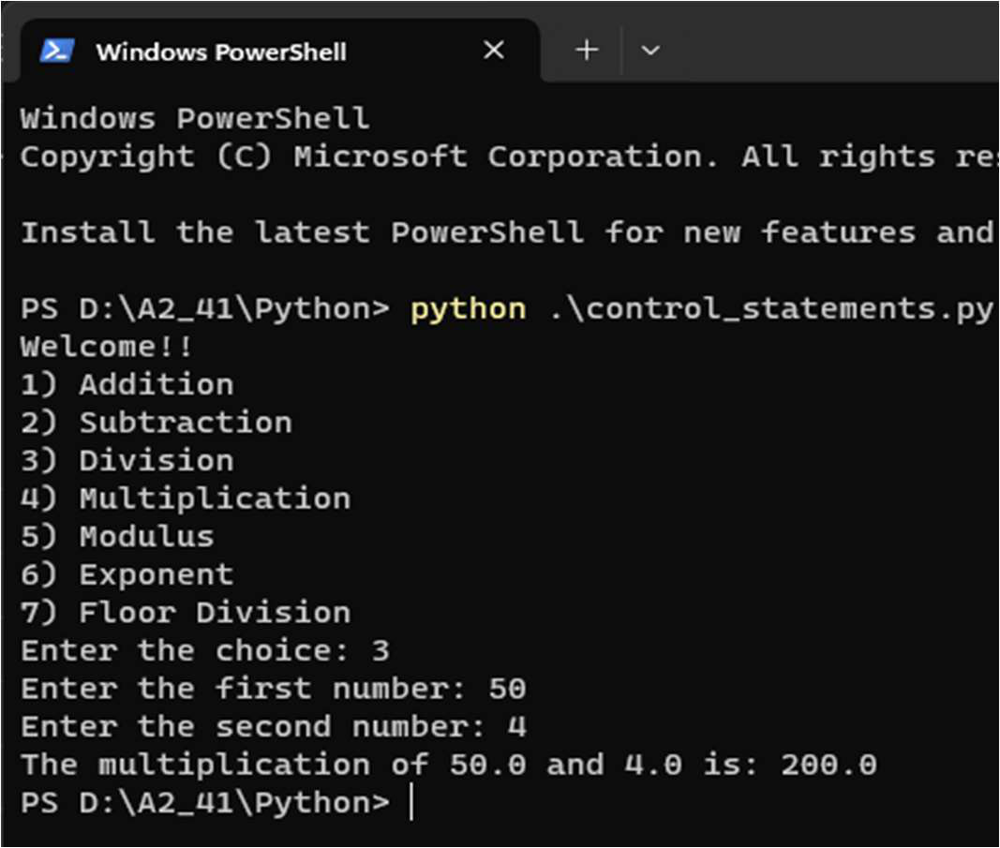 Windows PowerShell
Windows PowerShell
Copyright (C) Microsoft Corporation. All rights
Install the latest PowerShell for new features and
PS D:\A2_41\Python> python .\control_statements.py
Welcome!!
1) Addition
2) Subtraction
3) Division
4) Multiplication
5) Modulus
6) Exponent
7) Floor Division
Enter the choice: 3
Enter the first number: 50
Enter the second number: 4
The multiplication of 50.0 and 4.0 is: 200.0
PS D:\A2_41\Python>